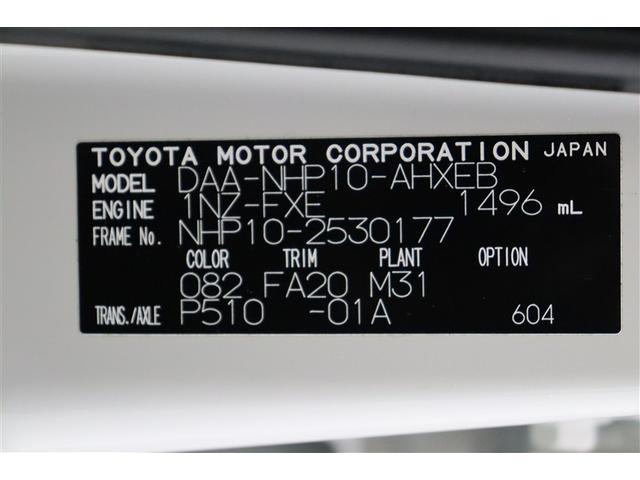 TOYOTA MOTOR CORPORATION JAPAN
MODEL DAA-NHP10-AHXEB
ENGINE 1NZ-FXE 1496 mL
FRAME No. NHP10-2530177
COLOR TRIM PLANT OPTION
082 FA20 M31
TRANS./AXLE P510 -01A 604